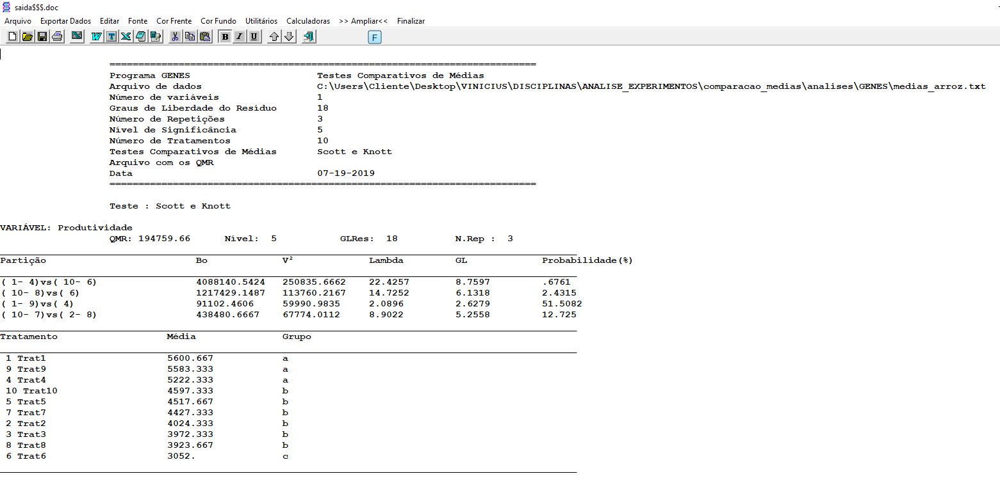 saida$$$.doc
Arquivo Exportar Dados Editar Fonte Cor Frente Cor Fundo Utilitários Calculadoras >> Ampliar<< Finalizar
W T X B I U F
==========================================================================
Programa GENES Testes Comparativos de Médias
Arquivo de dados C:\Users\Cliente\Desktop\VINICIUS\DISCIPLINAS\ANALISE_EXPERIMENTOS\comparacao_medias\analises\GENES\medias_arroz.txt
Número de variáveis 1
Graus de Liberdade do Resíduo 18
Número de Repetições 3
Nível de Significância 5
Número de Tratamentos 10
Testes Comparativos de Médias Scott e Knott
Arquivo com os QMR
Data 07-19-2019
==========================================================================
Teste : Scott e Knott
VARIÁVEL: Produtividade
QMR: 194759.66 Nível: 5 GLRes: 18 N.Rep : 3
Partição Bo V² Lambda GL Probabilidade(%)
( 1- 4)vs( 10- 6) 4088140.5424 250835.6662 22.4257 8.7597 .6761
( 10- 8)vs( 6) 1217429.1487 113760.2167 14.7252 6.1318 2.4315
( 1- 9)vs( 4) 91102.4606 59990.9835 2.0896 2.6279 51.5082
( 10- 7)vs( 2- 8) 438480.6667 67774.0112 8.9022 5.2558 12.725
Tratamento Média Grupo
1 Trat1 5600.667 a
9 Trat9 5583.333 a
4 Trat4 5222.333 a
10 Trat10 4597.333 b
5 Trat5 4517.667 b
7 Trat7 4427.333 b
2 Trat2 4024.333 b
3 Trat3 3972.333 b
8 Trat8 3923.667 b
6 Trat6 3052. c